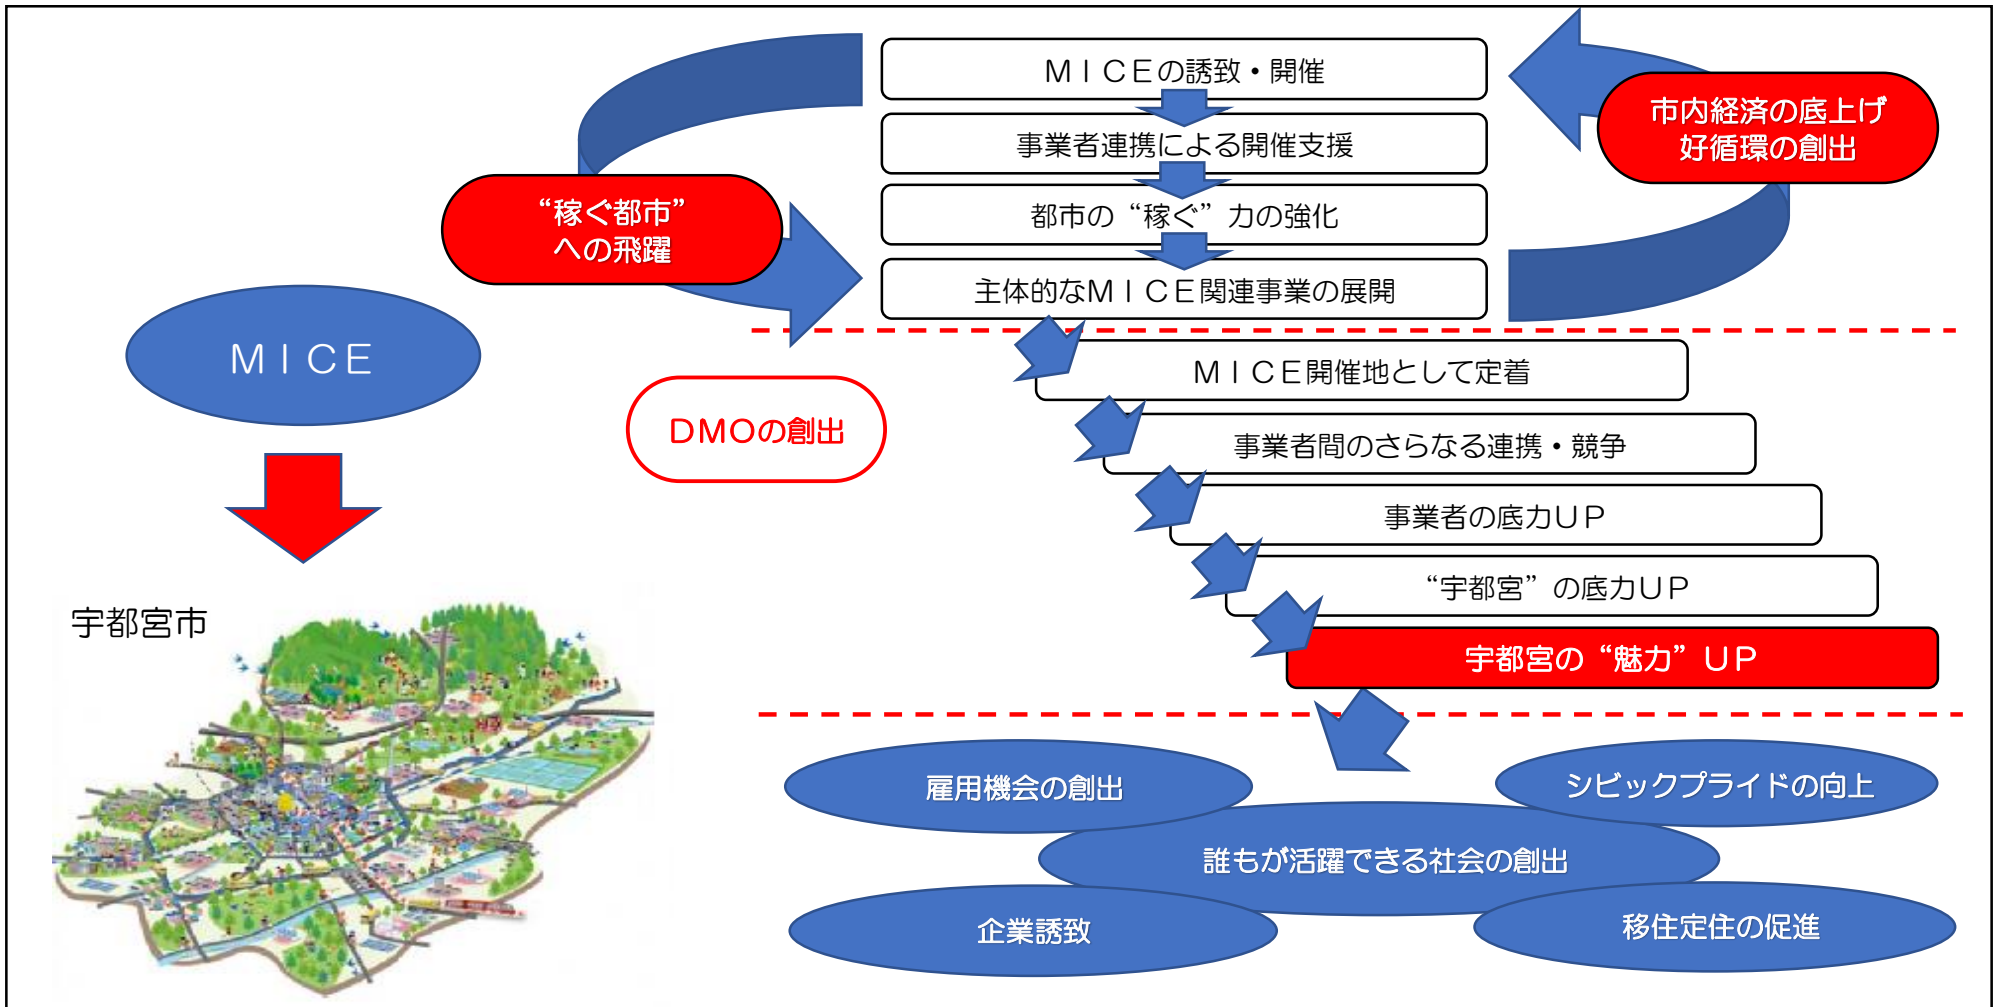 ＭＩＣＥの誘致・開催
事業者連携による開催支援
都市の“稼ぐ”力の強化
主体的なＭＩＣＥ関連事業の展開
市内経済の底上げ
好循環の創出
“稼ぐ都市”
への飛躍
ＭＩＣＥ
宇都宮市
ＤＭＯの創出
ＭＩＣＥ開催地として定着
事業者間のさらなる連携・競争
事業者の底力ＵＰ
“宇都宮”の底力ＵＰ
宇都宮の“魅力”ＵＰ
雇用機会の創出
シビックプライドの向上
誰もが活躍できる社会の創出
企業誘致
移住定住の促進